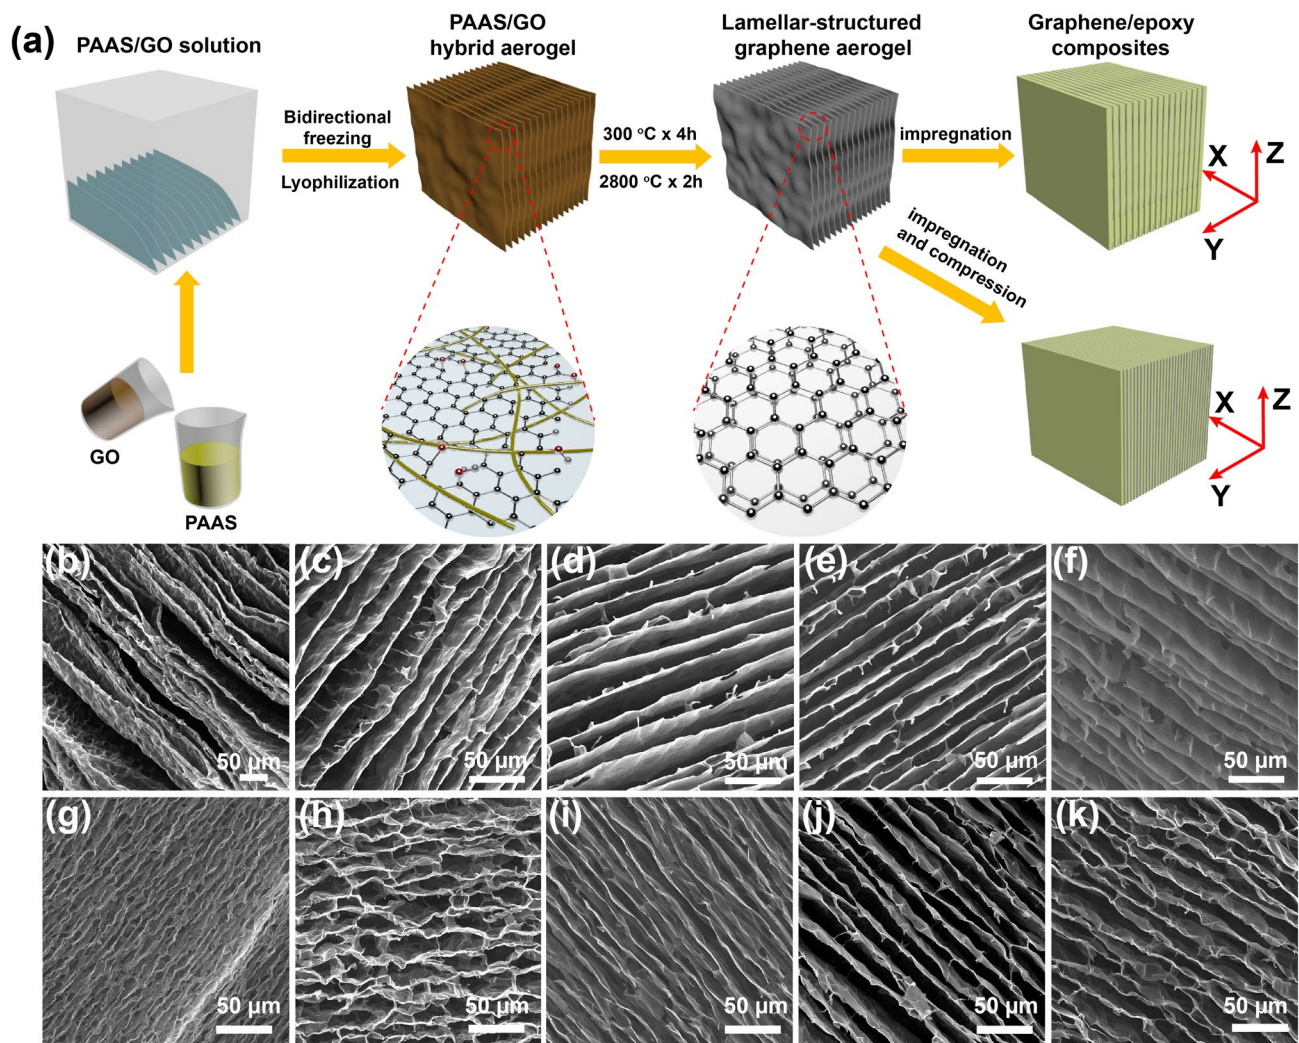 (a)
PAAS/GO solution
PAAS/GO
hybrid aerogel
Lamellar-structured
graphene aerogel
Graphene/epoxy
composites
Bidirectional
freezing
Lyophilization
300 °C x 4h
2800 °C x 2h
impregnation
impregnation
and compression
X
Z
Y
GO
PAAS
X
Z
Y
(b)
50 µm
(c)
50 µm
(d)
50 µm
(e)
50 µm
(f)
50 µm
(g)
50 µm
(h)
50 µm
(i)
50 µm
(j)
50 µm
(k)
50 µm